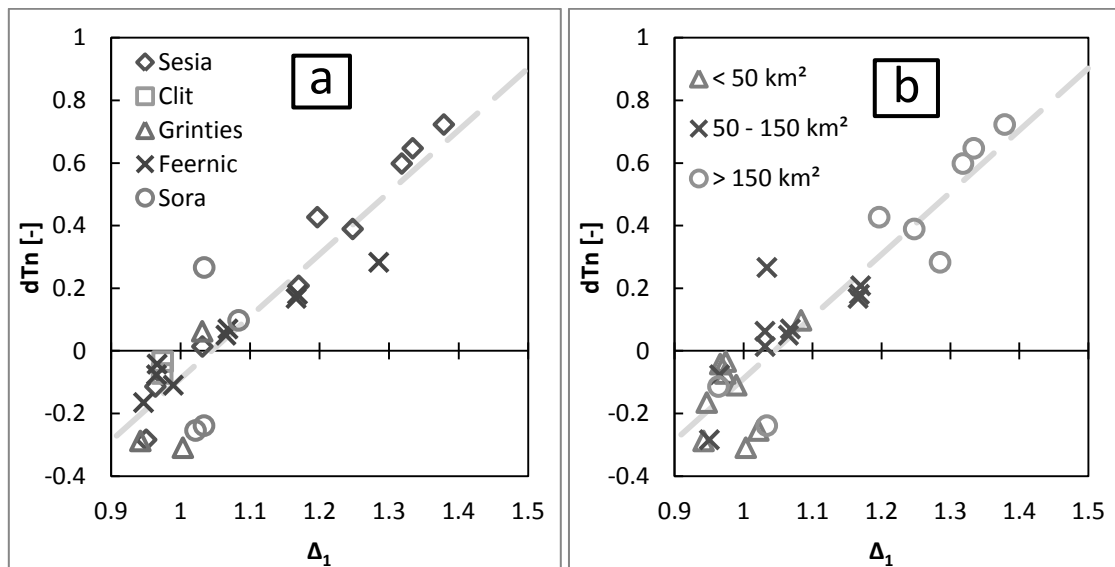 a
Sesia
Clit
Grinties
Feernic
Sora
1
0.8
0.6
0.4
0.2
0
-0.2
-0.4
0.9
1
1.1
1.2
1.3
1.4
1.5
dTn [-]
Δ₁
b
< 50 km²
50 - 150 km²
> 150 km²
1
0.8
0.6
0.4
0.2
0
-0.2
-0.4
0.9
1
1.1
1.2
1.3
1.4
1.5
dTn [-]
Δ₁